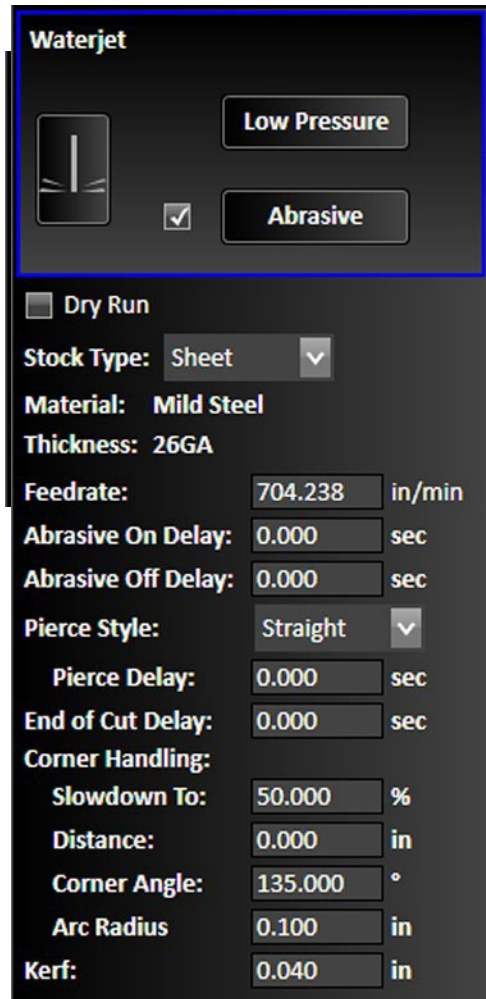 Waterjet
Low Pressure
Abrasive
Dry Run
Stock Type: Sheet
Material: Mild Steel
Thickness: 26GA
Feedrate: 704.238 in/min
Abrasive On Delay: 0.000 sec
Abrasive Off Delay: 0.000 sec
Pierce Style: Straight
Pierce Delay: 0.000 sec
End of Cut Delay: 0.000 sec
Corner Handling:
Slowdown To: 50.000 %
Distance: 0.000 in
Corner Angle: 135.000 °
Arc Radius 0.100 in
Kerf: 0.040 in